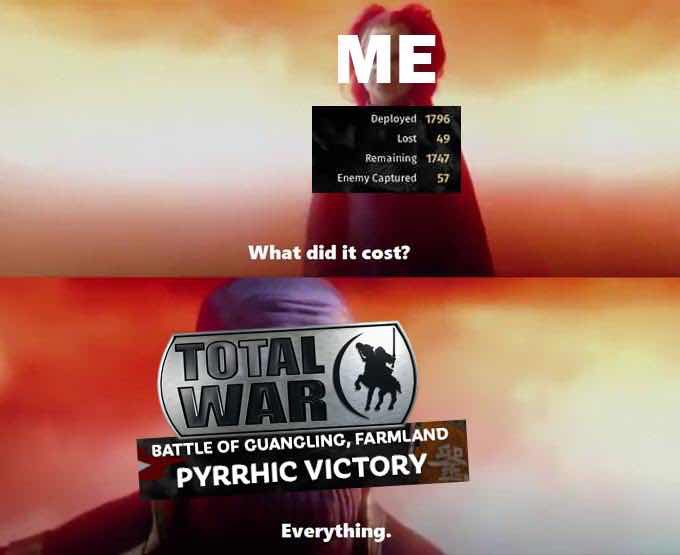 ME
Deployed 1796
Lost 49
Remaining 1747
Enemy Captured 57
What did it cost?
TOTAL
WAR
BATTLE OF GUANGLING, FARMLAND
PYRRHIC VICTORY
Everything.